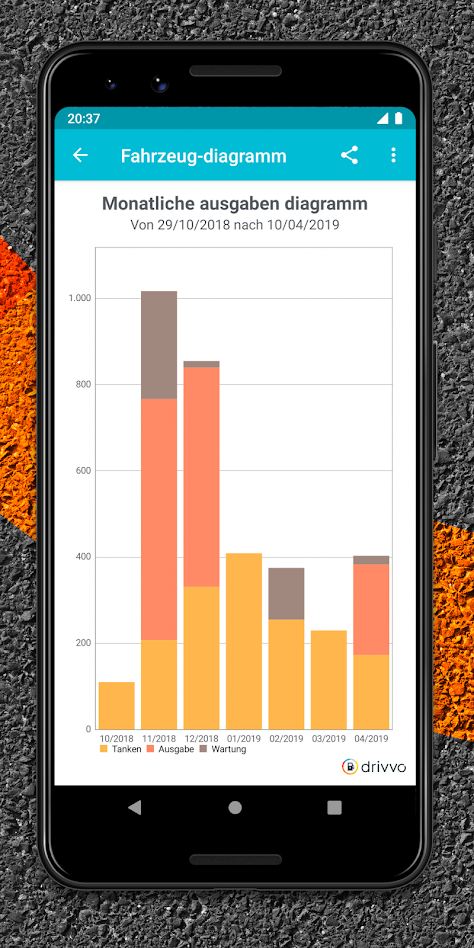 20:37
Fahrzeug-diagramm
Monatliche ausgaben diagramm
Von 29/10/2018 nach 10/04/2019
1.000
800
600
400
200
0
10/2018 11/2018 12/2018 01/2019 02/2019 03/2019 04/2019
Tanken Ausgabe Wartung
drivvo